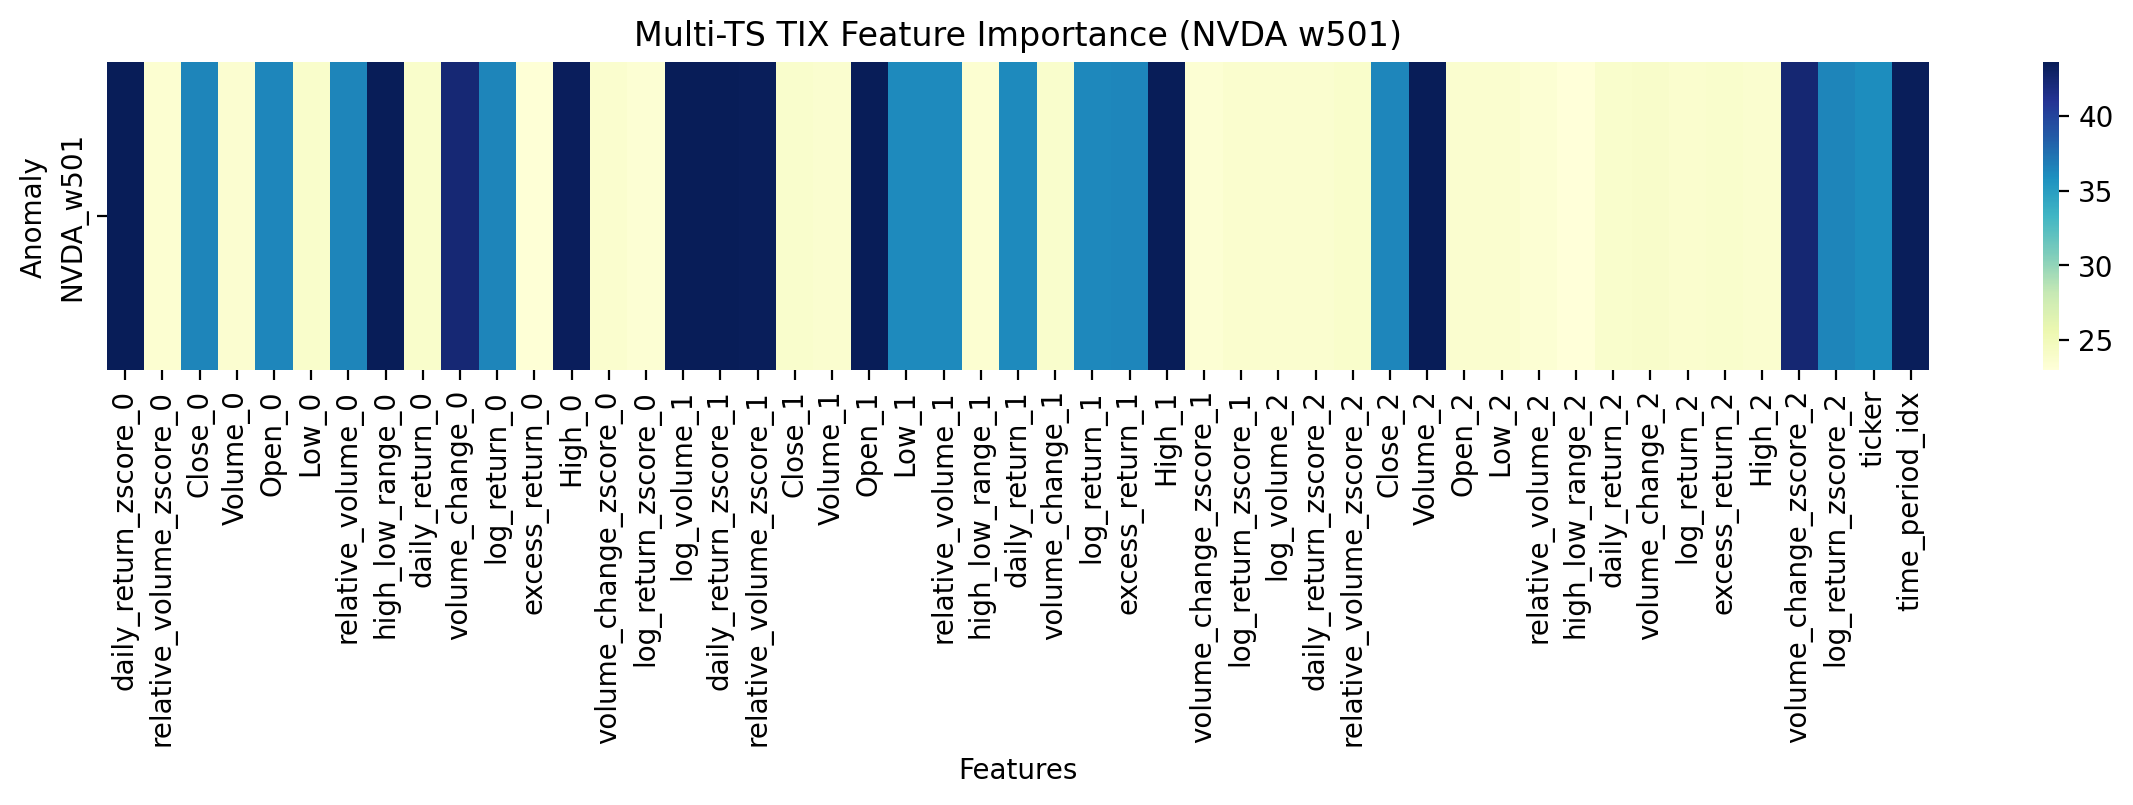 Multi-TS TIX Feature Importance (NVDA w501)
Anomaly
NVDA_w501
40
35
30
25
daily_return_zscore_0
relative_volume_zscore_0
Close_0
Volume_0
Open_0
Low_0
relative_volume_0
high_low_range_0
daily_return_0
volume_change_0
log_return_0
excess_return_0
High_0
volume_change_zscore_0
log_return_zscore_0
log_volume_1
daily_return_zscore_1
relative_volume_zscore_1
Close_1
Volume_1
Open_1
Low_1
relative_volume_1
high_low_range_1
daily_return_1
volume_change_1
log_return_1
excess_return_1
High_1
volume_change_zscore_1
log_return_zscore_1
log_volume_2
daily_return_zscore_2
relative_volume_zscore_2
Close_2
Volume_2
Open_2
Low_2
relative_volume_2
high_low_range_2
daily_return_2
volume_change_2
log_return_2
excess_return_2
High_2
volume_change_zscore_2
log_return_zscore_2
ticker
time_period_idx
Features